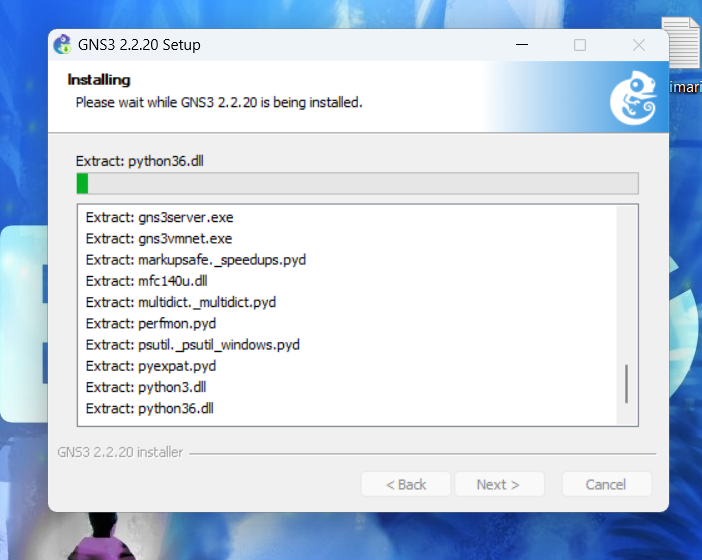 GNS3 2.2.20 Setup
Installing
Please wait while GNS3 2.2.20 is being installed.
Extract: python36.dll
Extract: gns3server.exe
Extract: gns3vmnet.exe
Extract: markupsafe._speedups.pyd
Extract: mfc140u.dll
Extract: multidict._multidict.pyd
Extract: perfmon.pyd
Extract: psutil._psutil_windows.pyd
Extract: pyexpat.pyd
Extract: python3.dll
Extract: python36.dll
GNS3 2.2.20 installer
< Back
Next >
Cancel